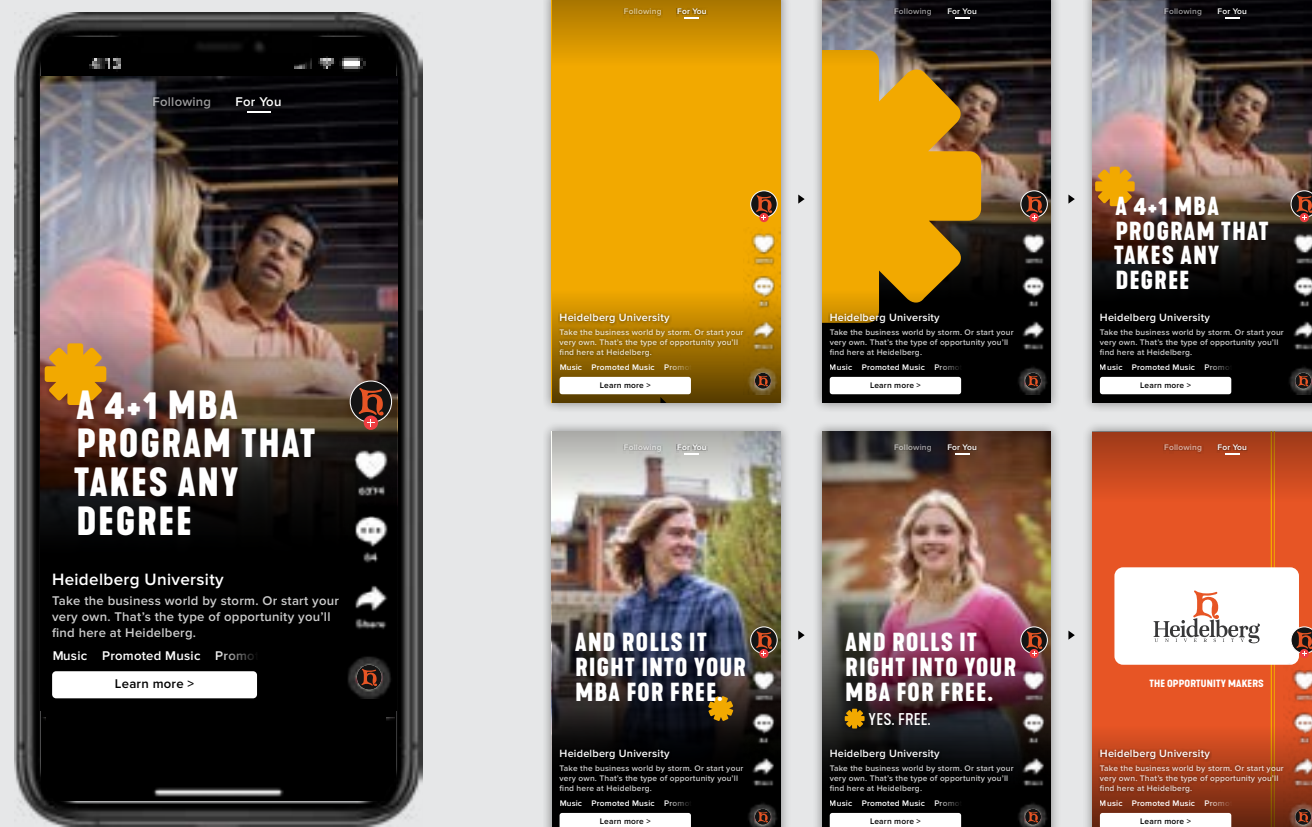 4:13
Following For You
A 4+1 MBA
PROGRAM THAT
TAKES ANY
DEGREE
6374
64
Share
Heidelberg University
Take the business world by storm. Or start your
very own. That's the type of opportunity you'll
find here at Heidelberg.
Music Promoted Music Promo
Learn more >
Following For You
Heidelberg University
Take the business world by storm. Or start your
very own. That's the type of opportunity you'll
find here at Heidelberg.
Music Promoted Music Promo
Learn more >
Following For You
Heidelberg University
Take the business world by storm. Or start your
very own. That's the type of opportunity you'll
find here at Heidelberg.
Music Promoted Music Promo
Learn more >
Following For You
A 4+1 MBA
PROGRAM THAT
TAKES ANY
DEGREE
Heidelberg University
Take the business world by storm. Or start your
very own. That's the type of opportunity you'll
find here at Heidelberg.
Music Promoted Music Promo
Learn more >
Following For You
AND ROLLS IT
RIGHT INTO YOUR
MBA FOR FREE.
Heidelberg University
Take the business world by storm. Or start your
very own. That's the type of opportunity you'll
find here at Heidelberg.
Music Promoted Music Promo
Learn more >
Following For You
AND ROLLS IT
RIGHT INTO YOUR
MBA FOR FREE.
YES. FREE.
Heidelberg University
Take the business world by storm. Or start your
very own. That's the type of opportunity you'll
find here at Heidelberg.
Music Promoted Music Promo
Learn more >
Following For You
Heidelberg
UNIVERSITY
THE OPPORTUNITY MAKERS
Heidelberg University
Take the business world by storm. Or start your
very own. That's the type of opportunity you'll
find here at Heidelberg.
Music Promoted Music Promo
Learn more >